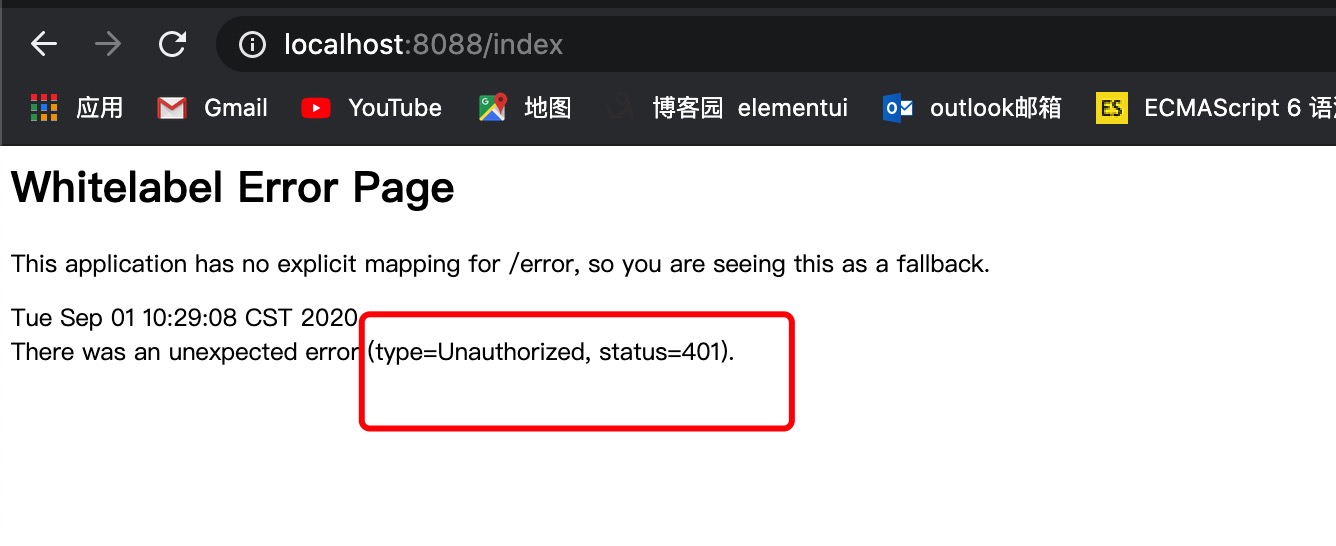 localhost:8088/index
应用 Gmail YouTube 地图 博客园 elementui outlook邮箱 ES ECMAScript 6
Whitelabel Error Page
This application has no explicit mapping for /error, so you are seeing this as a fallback.
Tue Sep 01 10:29:08 CST 2020
There was an unexpected error (type=Unauthorized, status=401).